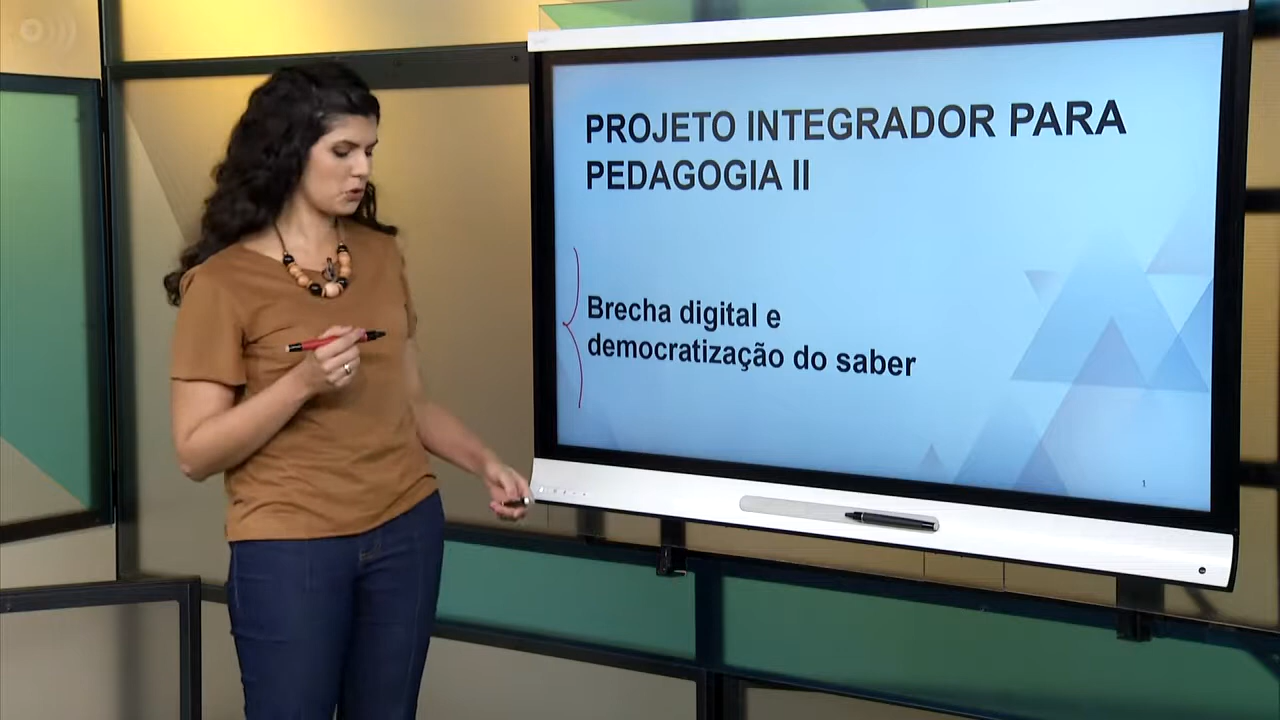 PROJETO INTEGRADOR PARA
PEDAGOGIA II
Brecha digital e
democratização do saber
1